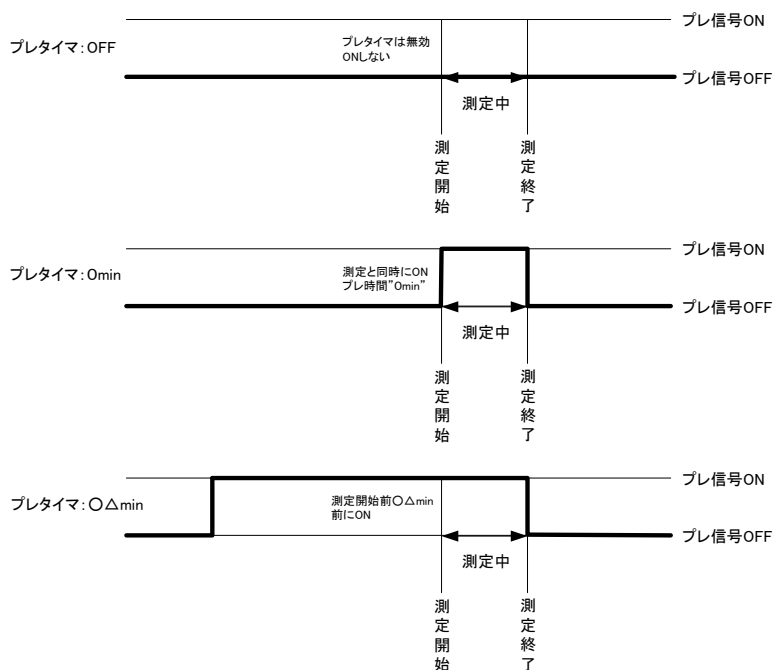 プレ信号ON
プレタイマ：OFF
プレタイマは無効
ONしない
プレ信号OFF
測定中
測定開始
測定終了
プレ信号ON
プレタイマ：0min
測定と同時にON
プレ時間”0min”
プレ信号OFF
測定中
測定開始
測定終了
プレ信号ON
プレタイマ：○△min
測定開始前○△min
前にON
プレ信号OFF
測定中
測定開始
測定終了